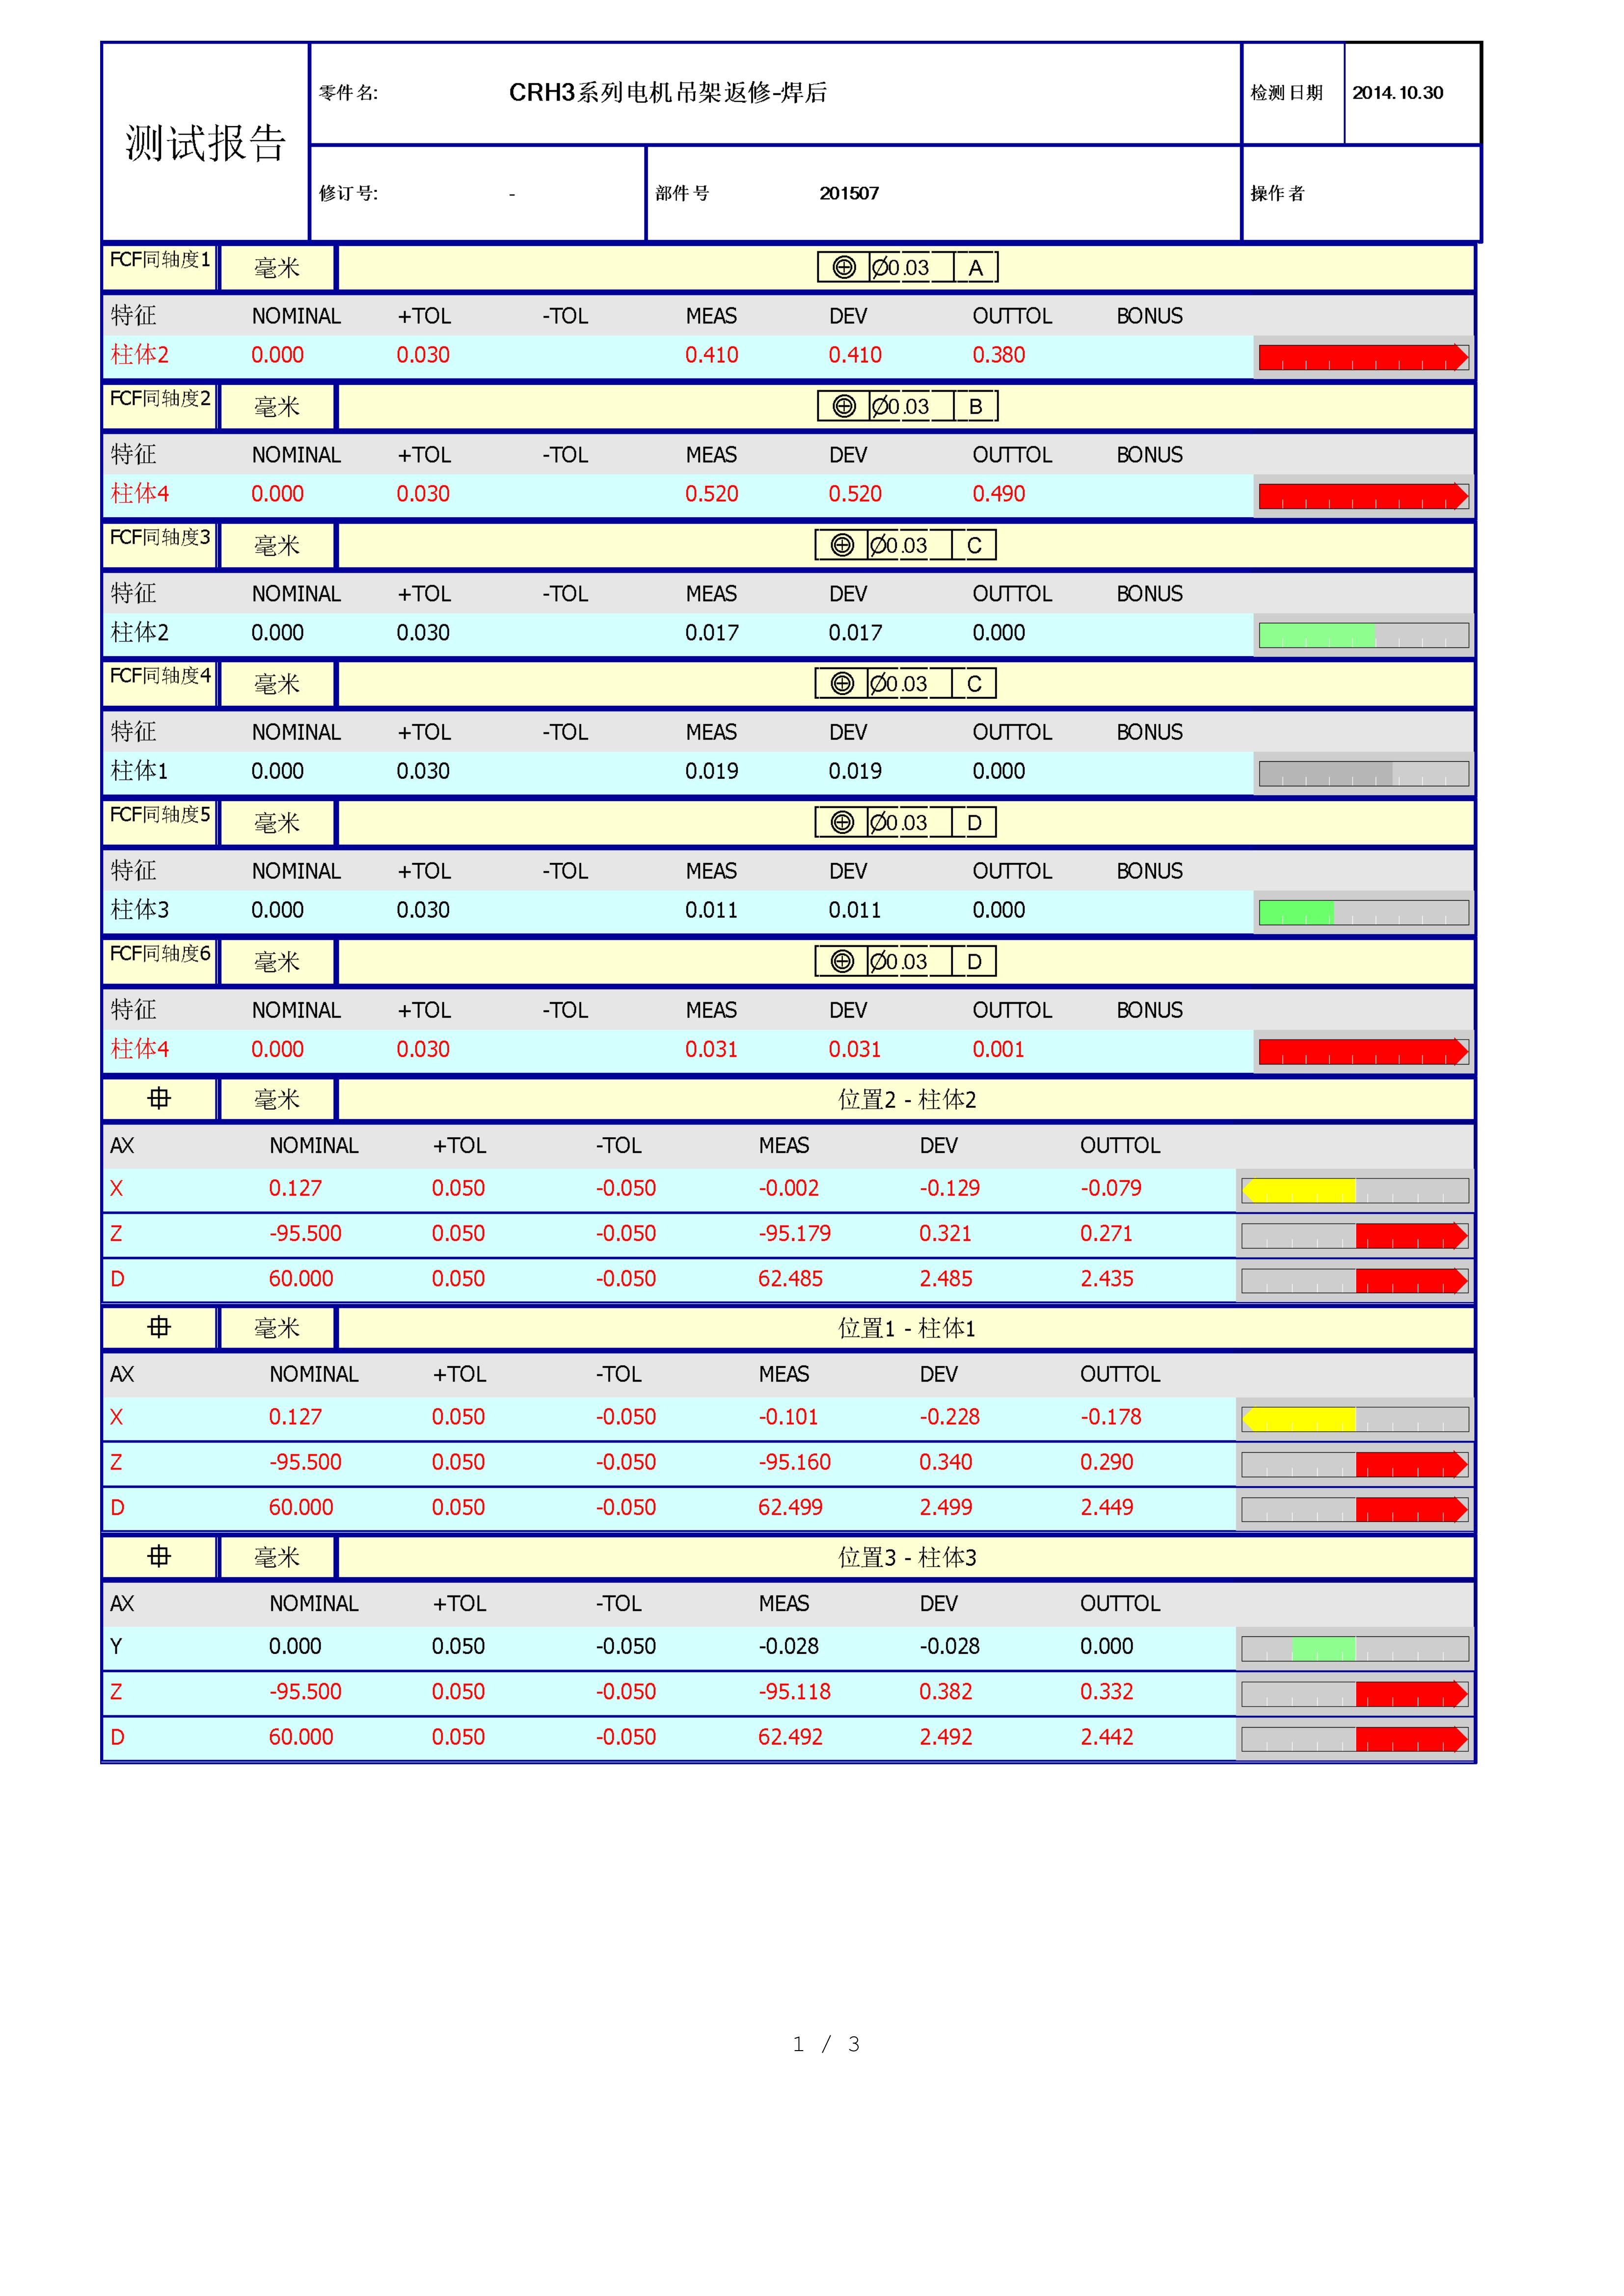 测试报告
零件名: CRH3系列电机吊架返修-焊后 检测日期 2014.10.30
修订号: - 部件号 201507 操作者
FCF同轴度1 毫米 ⌀0.03 A
特征 NOMINAL +TOL -TOL MEAS DEV OUTTOL BONUS
柱体2 0.000 0.030 0.410 0.410 0.380
FCF同轴度2 毫米 ⌀0.03 B
特征 NOMINAL +TOL -TOL MEAS DEV OUTTOL BONUS
柱体4 0.000 0.030 0.520 0.520 0.490
FCF同轴度3 毫米 ⌀0.03 C
特征 NOMINAL +TOL -TOL MEAS DEV OUTTOL BONUS
柱体2 0.000 0.030 0.017 0.017 0.000
FCF同轴度4 毫米 ⌀0.03 C
特征 NOMINAL +TOL -TOL MEAS DEV OUTTOL BONUS
柱体1 0.000 0.030 0.019 0.019 0.000
FCF同轴度5 毫米 ⌀0.03 D
特征 NOMINAL +TOL -TOL MEAS DEV OUTTOL BONUS
柱体3 0.000 0.030 0.011 0.011 0.000
FCF同轴度6 毫米 ⌀0.03 D
特征 NOMINAL +TOL -TOL MEAS DEV OUTTOL BONUS
柱体4 0.000 0.030 0.031 0.031 0.001
毫米 位置2 - 柱体2
AX NOMINAL +TOL -TOL MEAS DEV OUTTOL
X 0.127 0.050 -0.050 -0.002 -0.129 -0.079
Z -95.500 0.050 -0.050 -95.179 0.321 0.271
D 60.000 0.050 -0.050 62.485 2.485 2.435
毫米 位置1 - 柱体1
AX NOMINAL +TOL -TOL MEAS DEV OUTTOL
X 0.127 0.050 -0.050 -0.101 -0.228 -0.178
Z -95.500 0.050 -0.050 -95.160 0.340 0.290
D 60.000 0.050 -0.050 62.499 2.499 2.449
毫米 位置3 - 柱体3
AX NOMINAL +TOL -TOL MEAS DEV OUTTOL
Y 0.000 0.050 -0.050 -0.028 -0.028 0.000
Z -95.500 0.050 -0.050 -95.118 0.382 0.332
D 60.000 0.050 -0.050 62.492 2.492 2.442
1 / 3